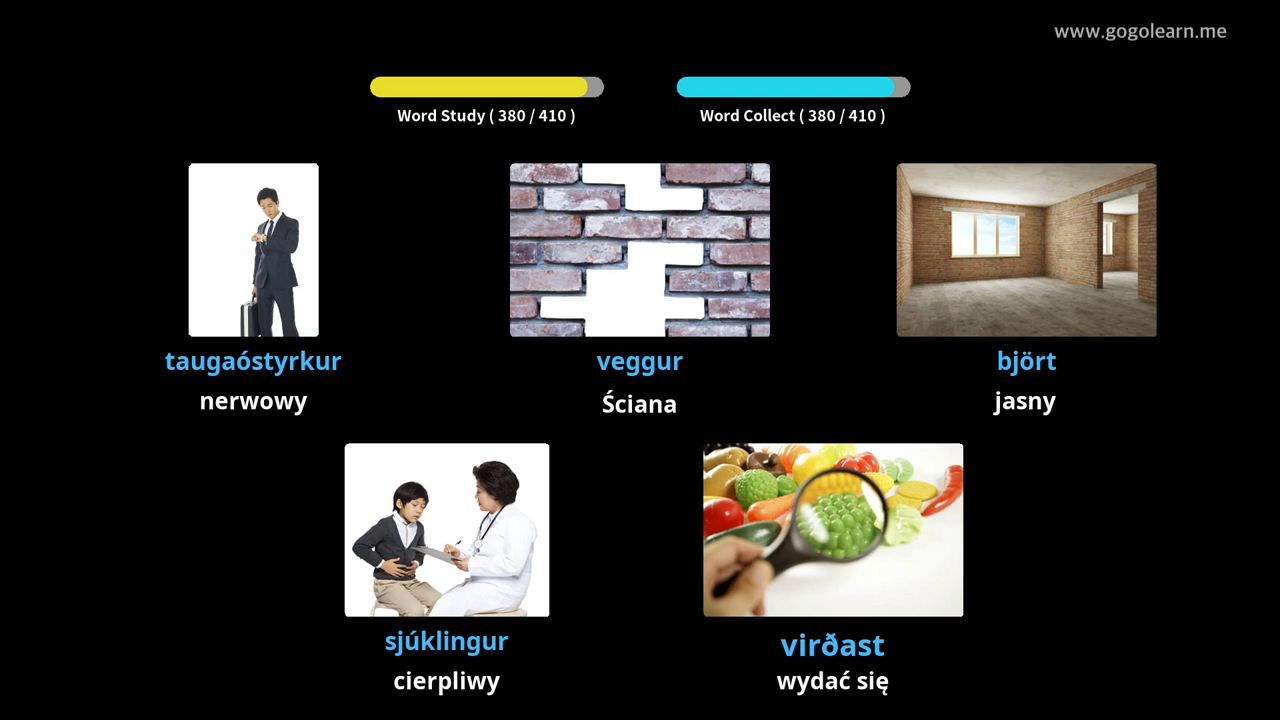 www.gogolearn.me
Word Study ( 380 / 410 )
Word Collect ( 380 / 410 )
taugaóstyrkur
nerwowy
veggur
Ściana
björt
jasny
sjúklingur
cierpliwy
virðast
wydać się